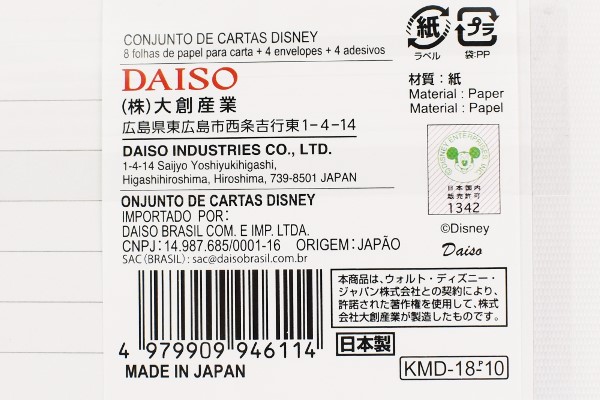 CONJUNTO DE CARTAS DISNEY
8 folhas de papel para carta + 4 envelopes + 4 adesivos
DAISO
(株)大創産業
広島県東広島市西条吉行東1-4-14
DAISO INDUSTRIES CO., LTD.
1-4-14 Saijyo Yoshiyukihigashi,
Higashihiroshima, Hiroshima, 739-8501 JAPAN
ONJUNTO DE CARTAS DISNEY
IMPORTADO POR:
DAISO BRASIL COM. E IMP. LTDA.
CNPJ: 14.987.685/0001-16 ORIGEM: JAPÃO
SAC (BRASIL): sac@daisobrasil.com.br
4 979909 946114
MADE IN JAPAN
紙
ラベル
プラ
袋:PP
材質:紙
Material : Paper
Material : Papel
©DISNEY ENTERPRISES, INC.
日本国内
販売許可
1342
©Disney
Daiso
本商品は、ウォルト・ディズニー・
ジャパン株式会社との契約により、
許諾された著作権を使用して、株式
会社大創産業が製造したものです。
日本製
KMD-18-P10